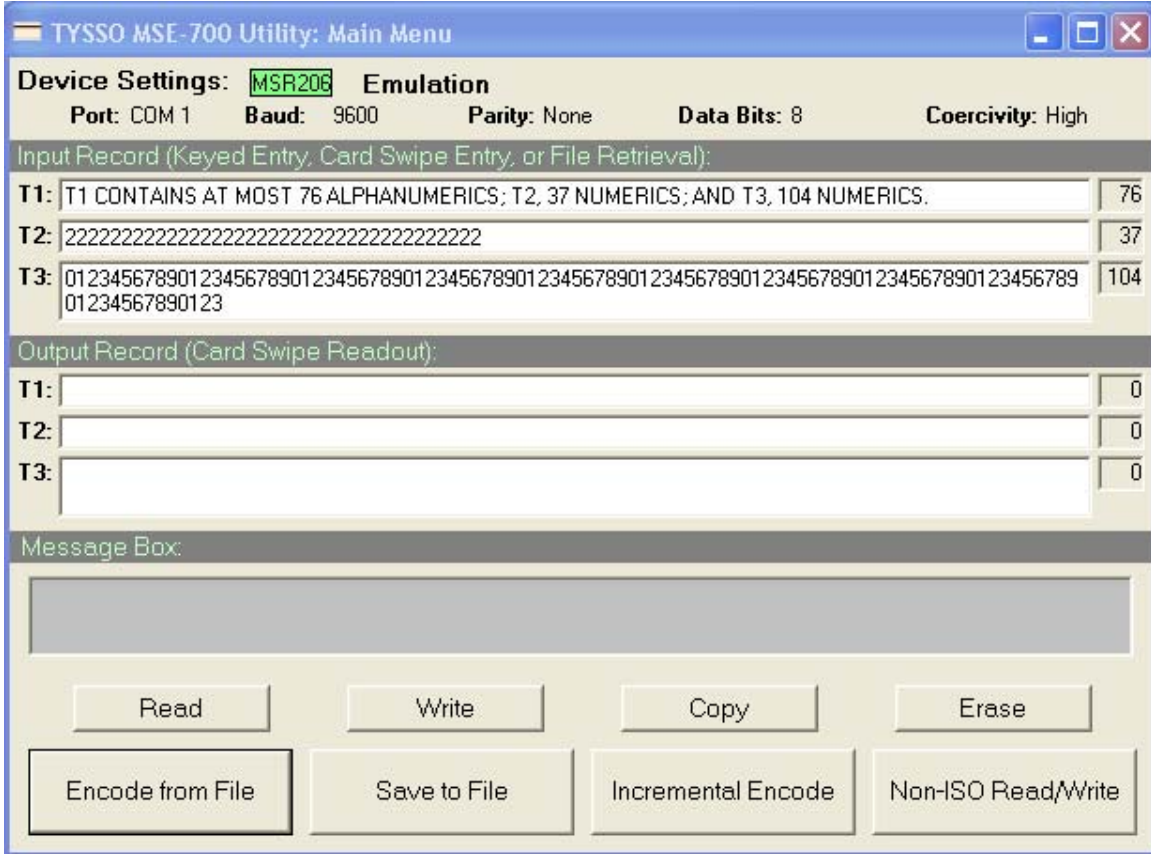 TYSSO MSE-700 Utility: Main Menu
Device Settings: MSR206 Emulation
Port: COM 1 Baud: 9600 Parity: None Data Bits: 8 Coercivity: High
Input Record (Keyed Entry, Card Swipe Entry, or File Retrieval):
T1: T1 CONTAINS AT MOST 76 ALPHANUMERICS; T2, 37 NUMERICS; AND T3, 104 NUMERICS. 76
T2: 2222222222222222222222222222222222222 37
T3: 012345678901234567890123456789012345678901234567890123456789012345678901234567890123456789 104
01234567890123
Output Record (Card Swipe Readout):
T1: 0
T2: 0
T3: 0
Message Box:
Read Write Copy Erase
Encode from File Save to File Incremental Encode Non-ISO Read/Write